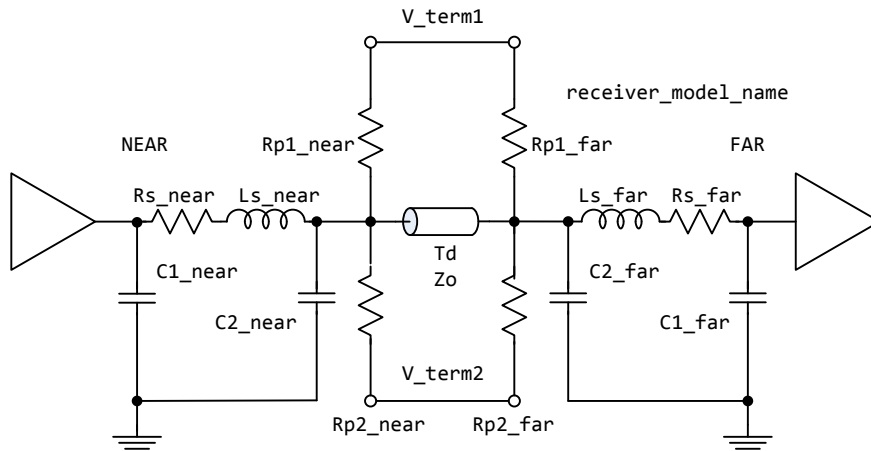 V_term1
receiver_model_name
NEAR
Rp1_near
Rp1_far
FAR
Rs_near
Ls_near
Ls_far
Rs_far
Td
Zo
C1_near
C2_far
C2_near
C1_far
V_term2
Rp2_near
Rp2_far